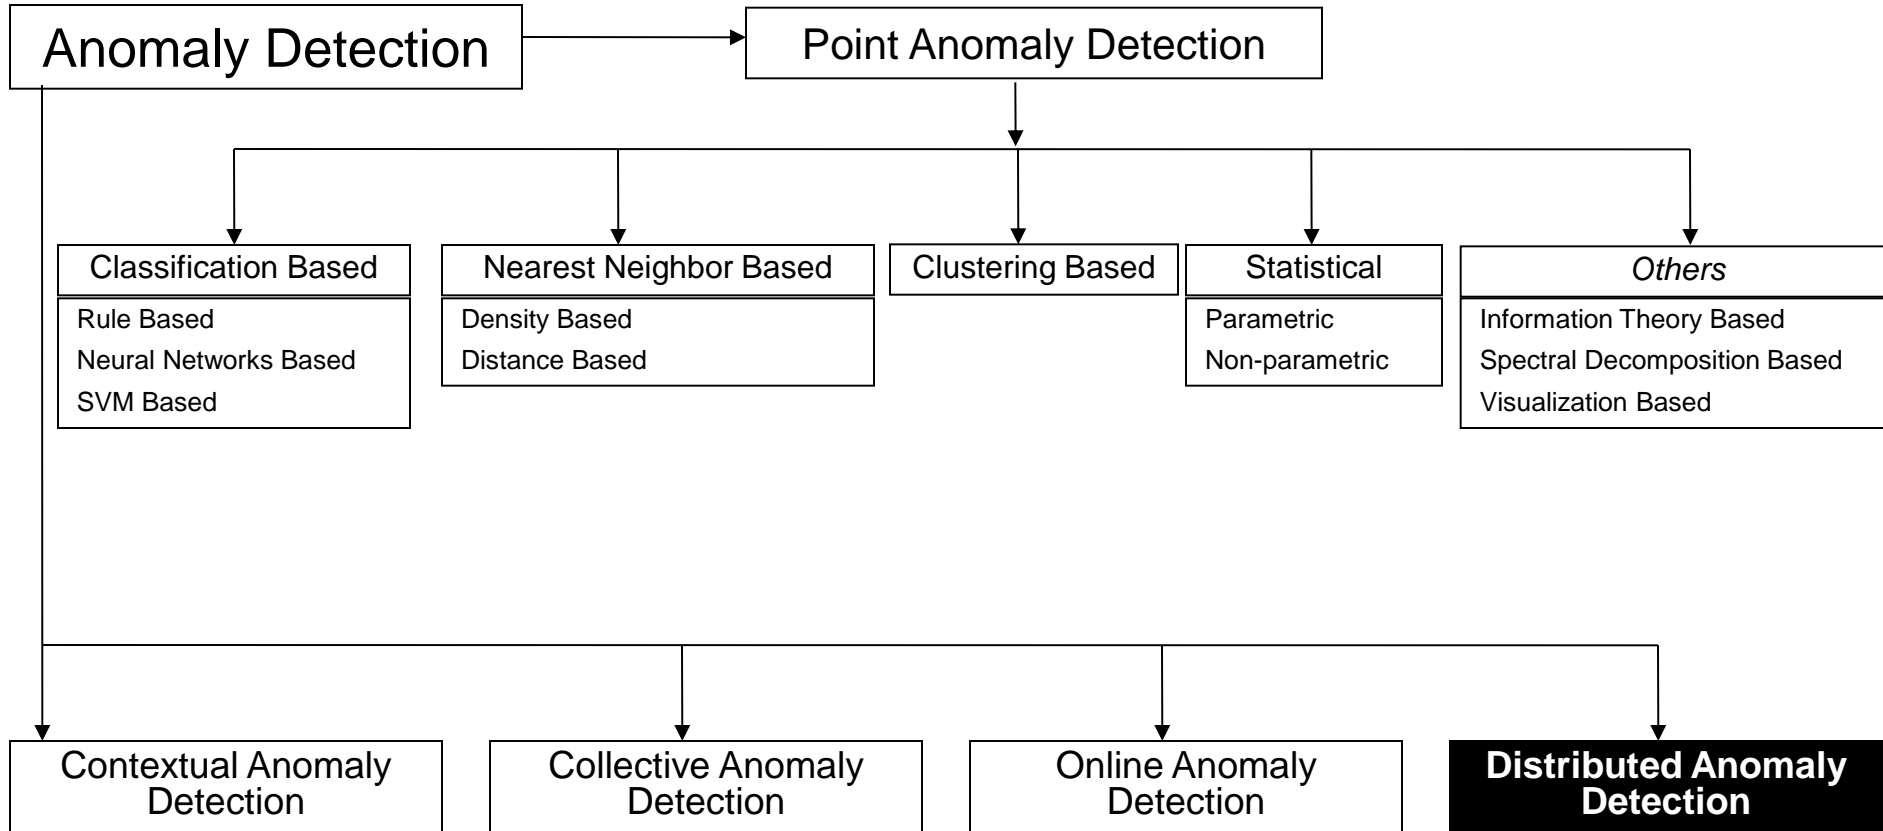 Anomaly Detection
Point Anomaly Detection
Classification Based
Rule Based
Neural Networks Based
SVM Based
Nearest Neighbor Based
Density Based
Distance Based
Clustering Based
Statistical
Parametric
Non-parametric
Others
Information Theory Based
Spectral Decomposition Based
Visualization Based
Contextual Anomaly
Detection
Collective Anomaly
Detection
Online Anomaly
Detection
Distributed Anomaly
Detection